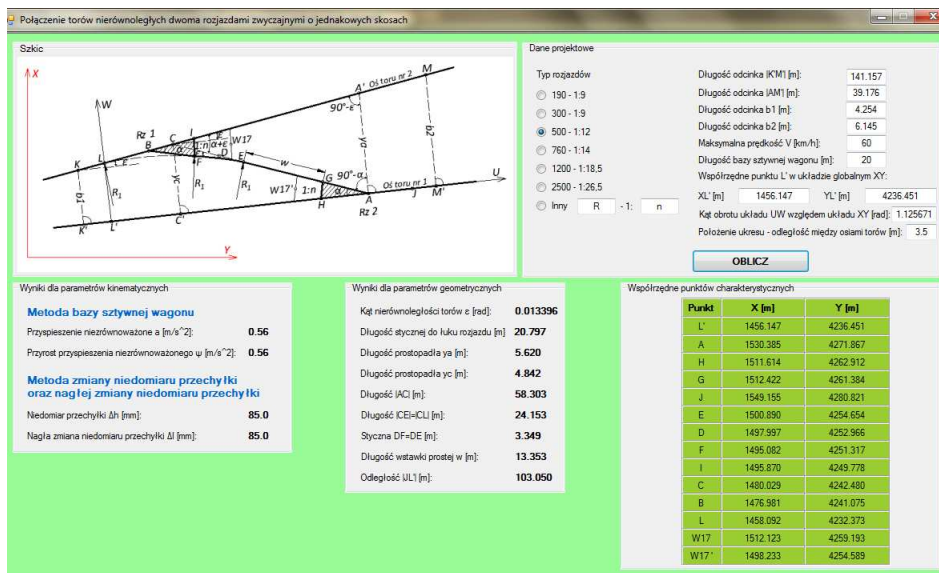 Połączenie torów nierównoległych dwoma rozjazdami zwyczajnymi o jednakowych skosach
Szkic
X
W
Rz 1
B
C
I
1:n
α+ε
W17
A'
Oś toru nr 2
M
90°-ε
K
L
ε
α
F
D
E
w
b1
R₁
yc
R₁
R₁
ya
b2
G
90°-α
W17'
1:n
α
Oś toru nr 1
U
H
A
J
M'
Rz 2
K'
L'
C'
Y
Dane projektowe
Typ rozjazdów
190 - 1:9
300 - 1:9
500 - 1:12
760 - 1:14
1200 - 1:18,5
2500 - 1:26,5
Inny R - 1: n
Długość odcinka |K'M'| [m]: 141.157
Długość odcinka |AM'| [m]: 39.176
Długość odcinka b1 [m]: 4.254
Długość odcinka b2 [m]: 6.145
Maksymalna prędkość V [km/h]: 60
Długość bazy sztywnej wagonu [m]: 20
Współrzędne punktu L' w układzie globalnym XY:
XL' [m] 1456.147 YL' [m] 4236.451
Kąt obrotu układu UW względem układu XY [rad]: 1.125671
Położenie ukresu - odległość między osiami torów [m]: 3.5
OBLICZ
Wyniki dla parametrów kinematycznych
Metoda bazy sztywnej wagonu
Przyspieszenie niezrównoważone a [m/s^2]: 0.56
Przyrost przyspieszenia niezrównoważonego ψ [m/s^2]: 0.56
Metoda zmiany niedomiaru przechyłki
oraz nagłej zmiany niedomiaru przechyłki
Niedomiar przechyłki Δh [mm]: 85.0
Nagła zmiana niedomiaru przechyłki ΔI [mm]: 85.0
Wyniki dla parametrów geometrycznych
Kąt nierównoległości torów ε [rad]: 0.013396
Długość stycznej do łuku rozjazdu [m] 20.797
Długość prostopadła ya [m]: 5.620
Długość prostopadła yc [m]: 4.842
Długość |AC| [m]: 58.303
Długość |CE|=|CL| [m]: 24.153
Styczna DF=DE [m]: 3.349
Długość wstawki prostej w [m]: 13.353
Odległość |JL'| [m]: 103.050
Współrzędne punktów charakterystycznych
Punkt X [m] Y [m]
L' 1456.147 4236.451
A 1530.385 4271.867
H 1511.614 4262.912
G 1512.422 4261.384
J 1549.155 4280.821
E 1500.890 4254.654
D 1497.997 4252.966
F 1495.082 4251.317
I 1495.870 4249.778
C 1480.029 4242.480
B 1476.981 4241.075
L 1458.092 4232.373
W17 1512.123 4259.193
W17' 1498.233 4254.589